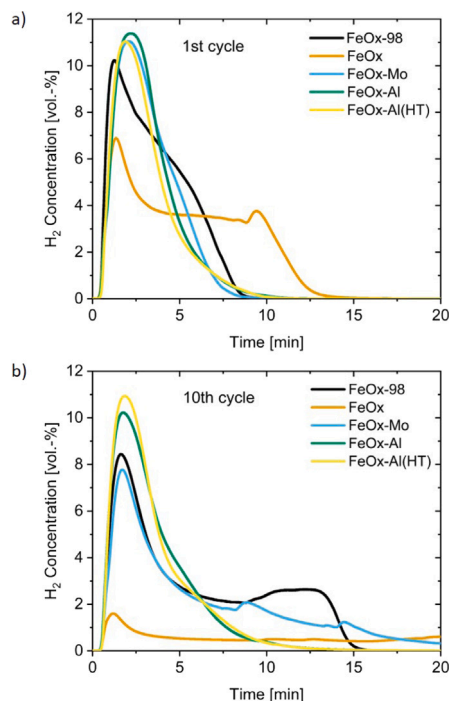 a)
1st cycle
FeOx-98
FeOx
FeOx-Mo
FeOx-Al
FeOx-Al(HT)
H₂ Concentration [vol.-%]
12
10
8
6
4
2
0
0 5 10 15 20
Time [min]
b)
10th cycle
FeOx-98
FeOx
FeOx-Mo
FeOx-Al
FeOx-Al(HT)
H₂ Concentration [vol.-%]
12
10
8
6
4
2
0
0 5 10 15 20
Time [min]